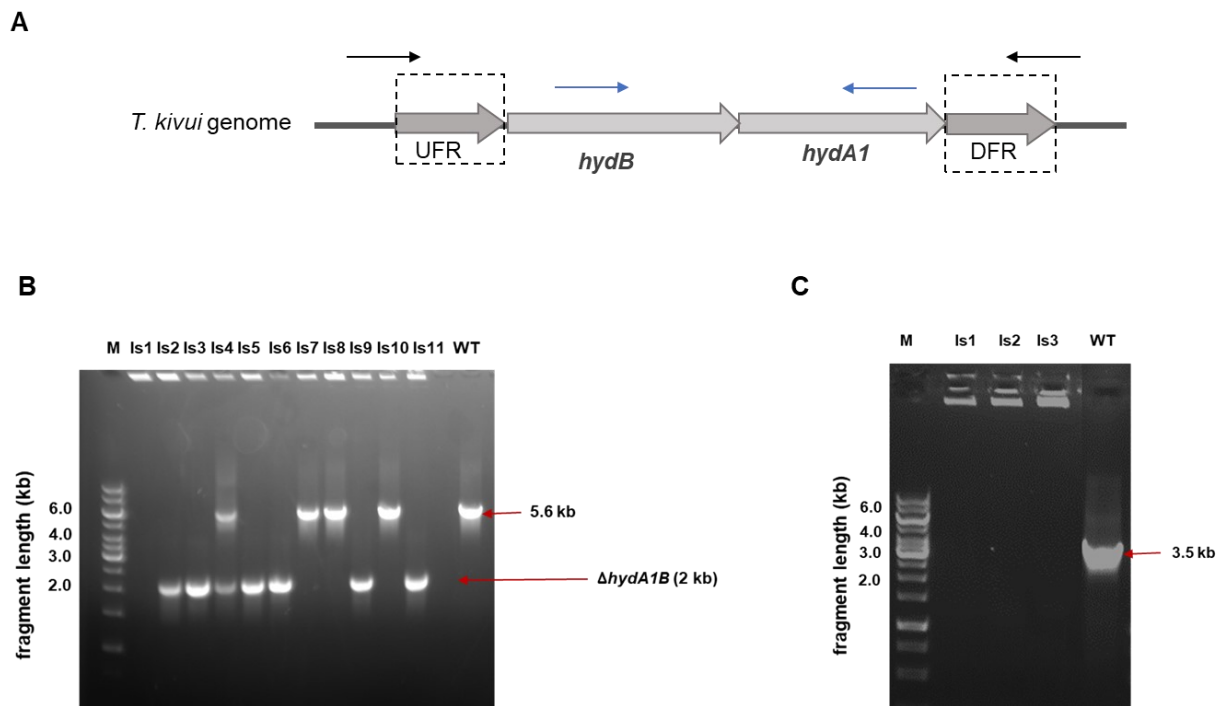 A
T. kivui genome
UFR
hydB
hydA1
DFR
B
M Is1 Is2 Is3 Is4 Is5 Is6 Is7 Is8 Is9 Is10 Is11 WT
fragment length (kb)
6.0
4.0
3.0
2.0
5.6 kb
ΔhydA1B (2 kb)
C
M Is1 Is2 Is3 WT
fragment length (kb)
6.0
4.0
3.0
2.0
3.5 kb